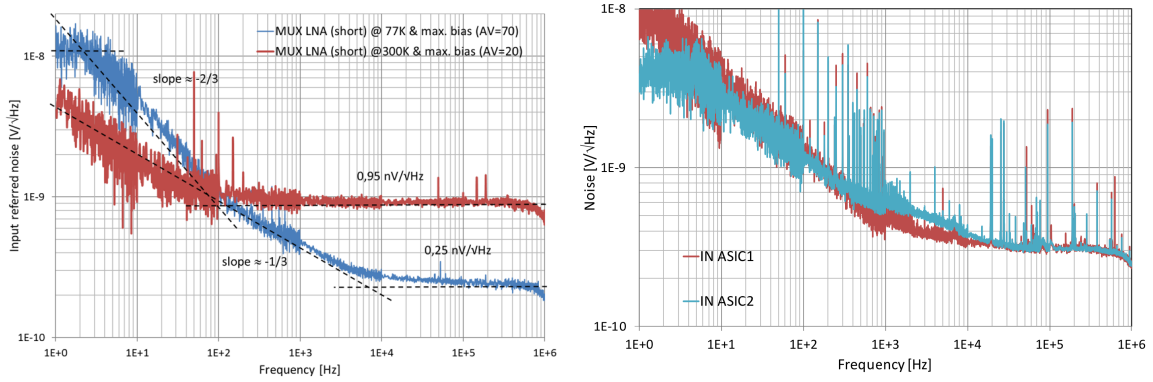 MUX LNA (short) @ 77K & max. bias (AV=70)
MUX LNA (short) @300K & max. bias (AV=20)
1E-8
1E-9
1E-10
Input referred noise [V/√Hz]
slope ≈ -2/3
0,95 nV/√Hz
0,25 nV/√Hz
slope ≈ -1/3
1E+0 1E+1 1E+2 1E+3 1E+4 1E+5 1E+6
Frequency [Hz]
1E-8
1E-9
1E-10
Noise [V/√Hz]
IN ASIC1
IN ASIC2
1E+0 1E+1 1E+2 1E+3 1E+4 1E+5 1E+6
Frequency [Hz]